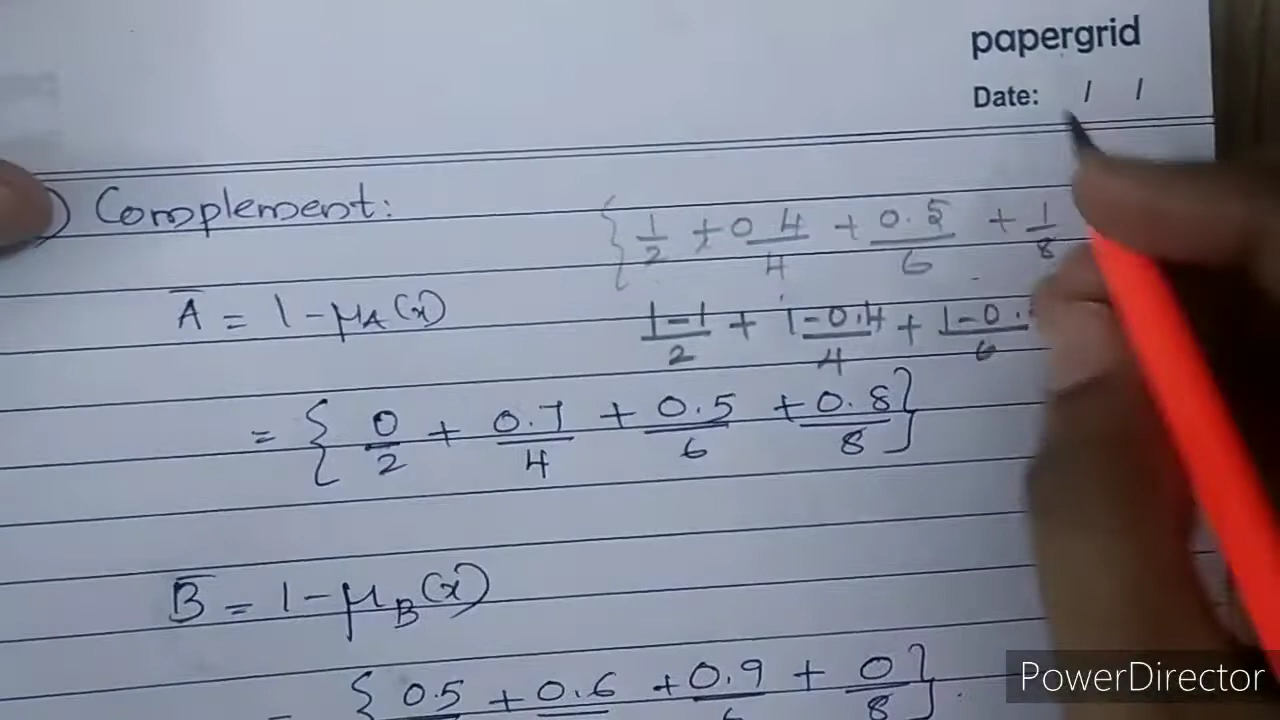 papergrid
Date: / /
) Complement:
{ 1/2 + 0.4/4 + 0.5/6 + 1/8
1-1/2 + 1-0.4/4 + 1-0./6
A̅ = 1-μA(x)
= { 0/2 + 0.7/4 + 0.5/6 + 0.8/8 }
B̅ = 1-μB(x)
= { 0.5 + 0.6 + 0.9/6 + 0/8 }
PowerDirector